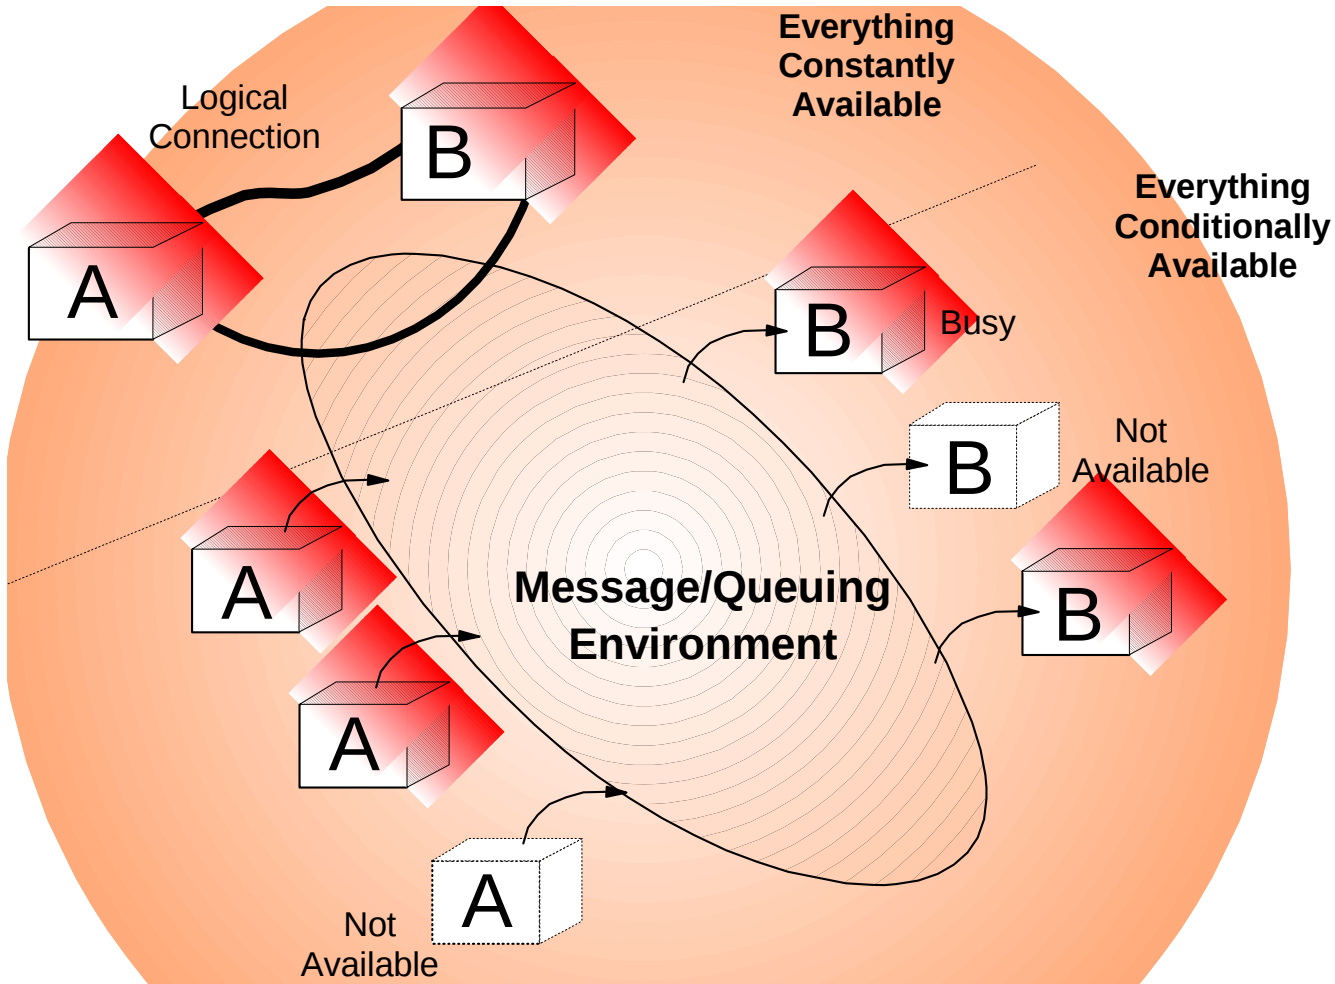 Everything
Constantly
Available
Logical
Connection
B
A
Everything
Conditionally
Available
B
Busy
B
Not
Available
A
Message/Queuing
Environment
B
A
A
Not
Available